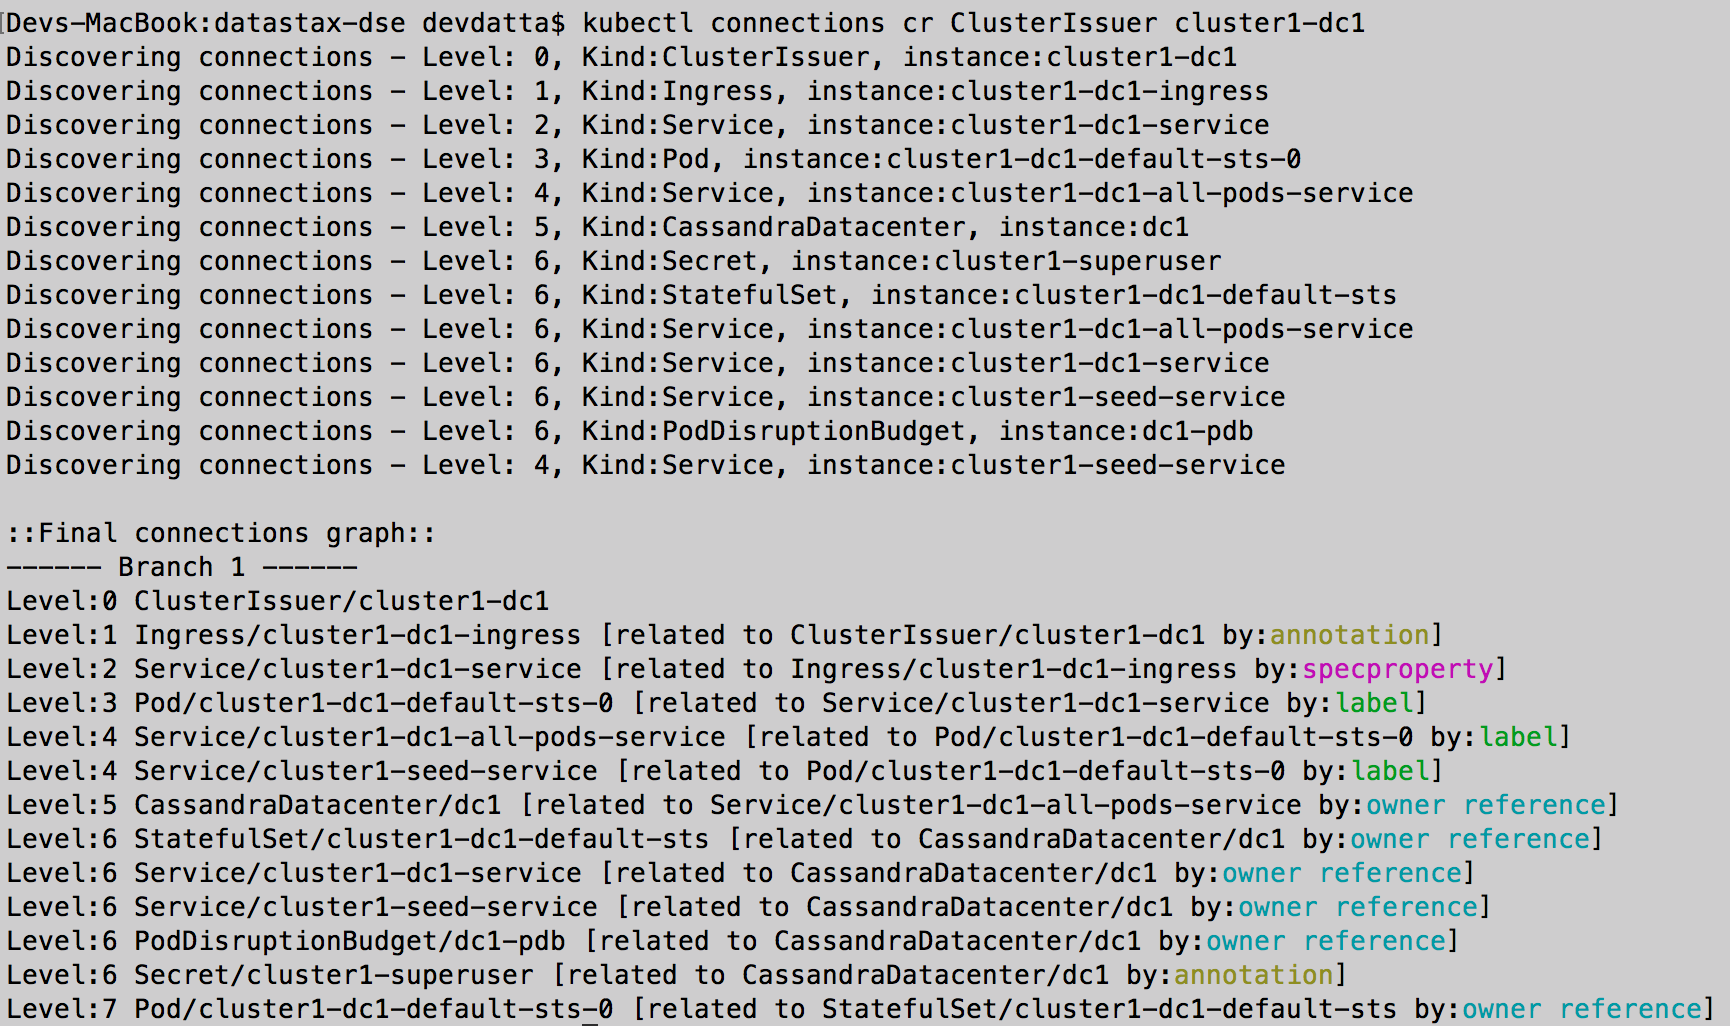 Devs-MacBook:datastax-dse devdatta$ kubectl connections cr ClusterIssuer cluster1-dc1
Discovering connections - Level: 0, Kind:ClusterIssuer, instance:cluster1-dc1
Discovering connections - Level: 1, Kind:Ingress, instance:cluster1-dc1-ingress
Discovering connections - Level: 2, Kind:Service, instance:cluster1-dc1-service
Discovering connections - Level: 3, Kind:Pod, instance:cluster1-dc1-default-sts-0
Discovering connections - Level: 4, Kind:Service, instance:cluster1-dc1-all-pods-service
Discovering connections - Level: 5, Kind:CassandraDatacenter, instance:dc1
Discovering connections - Level: 6, Kind:Secret, instance:cluster1-superuser
Discovering connections - Level: 6, Kind:StatefulSet, instance:cluster1-dc1-default-sts
Discovering connections - Level: 6, Kind:Service, instance:cluster1-dc1-all-pods-service
Discovering connections - Level: 6, Kind:Service, instance:cluster1-dc1-service
Discovering connections - Level: 6, Kind:Service, instance:cluster1-seed-service
Discovering connections - Level: 6, Kind:PodDisruptionBudget, instance:dc1-pdb
Discovering connections - Level: 4, Kind:Service, instance:cluster1-seed-service
::Final connections graph::
------ Branch 1 ------
Level:0 ClusterIssuer/cluster1-dc1
Level:1 Ingress/cluster1-dc1-ingress [related to ClusterIssuer/cluster1-dc1 by:annotation]
Level:2 Service/cluster1-dc1-service [related to Ingress/cluster1-dc1-ingress by:specproperty]
Level:3 Pod/cluster1-dc1-default-sts-0 [related to Service/cluster1-dc1-service by:label]
Level:4 Service/cluster1-dc1-all-pods-service [related to Pod/cluster1-dc1-default-sts-0 by:label]
Level:4 Service/cluster1-seed-service [related to Pod/cluster1-dc1-default-sts-0 by:label]
Level:5 CassandraDatacenter/dc1 [related to Service/cluster1-dc1-all-pods-service by:owner reference]
Level:6 StatefulSet/cluster1-dc1-default-sts [related to CassandraDatacenter/dc1 by:owner reference]
Level:6 Service/cluster1-dc1-service [related to CassandraDatacenter/dc1 by:owner reference]
Level:6 Service/cluster1-seed-service [related to CassandraDatacenter/dc1 by:owner reference]
Level:6 PodDisruptionBudget/dc1-pdb [related to CassandraDatacenter/dc1 by:owner reference]
Level:6 Secret/cluster1-superuser [related to CassandraDatacenter/dc1 by:annotation]
Level:7 Pod/cluster1-dc1-default-sts-0 [related to StatefulSet/cluster1-dc1-default-sts by:owner reference]